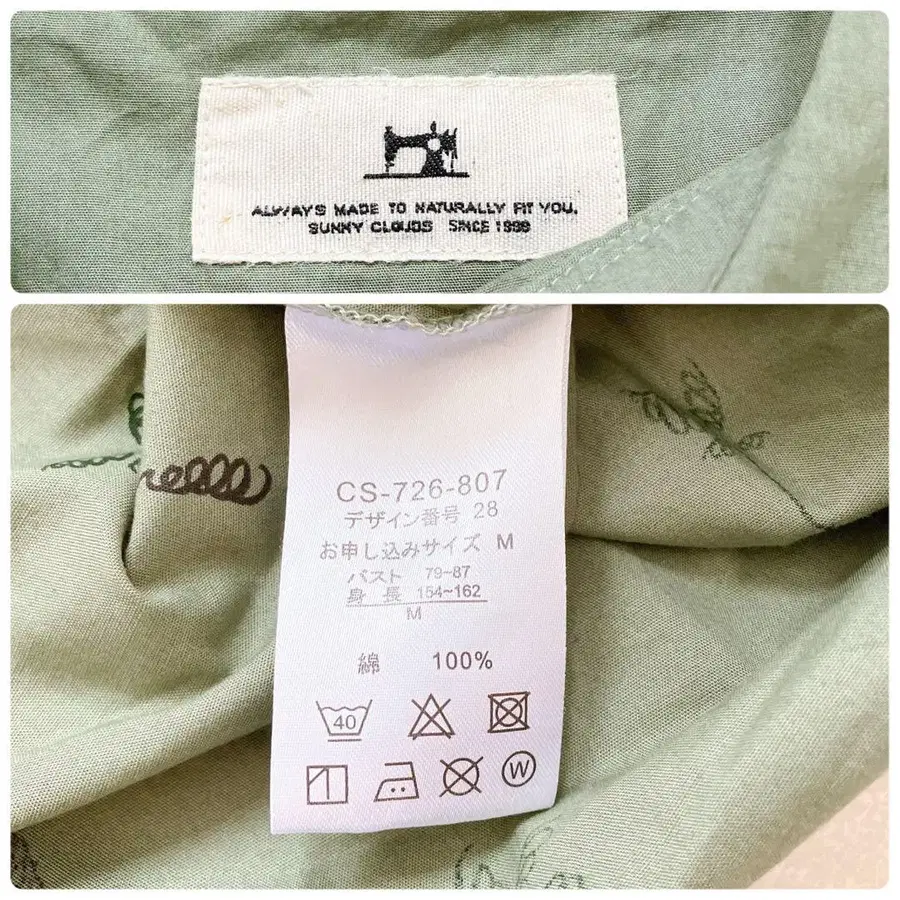 ALWAYS MADE TO NATURALLY FIT YOU.
SUNNY CLOUDS SINCE 1998
CS-726-807
デザイン番号 28
お申し込みサイズ M
バスト 79~87
身長 154~162
M
綿 100%
40
W